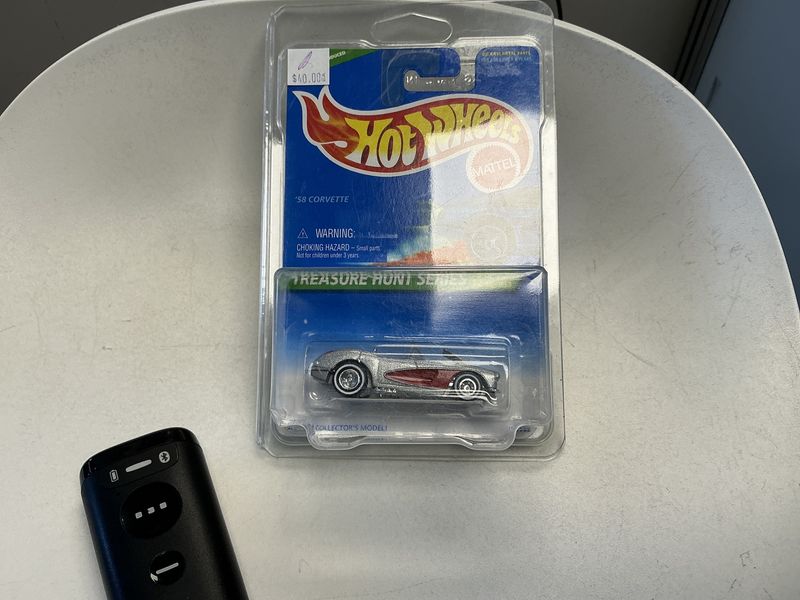 $40.00
HOT WHEELS
MATTEL
'58 CORVETTE
WARNING:
CHOKING HAZARD – Small parts.
Not for children under 3 years.
TREASURE HUNT SERIES
COLLECTOR'S MODEL!